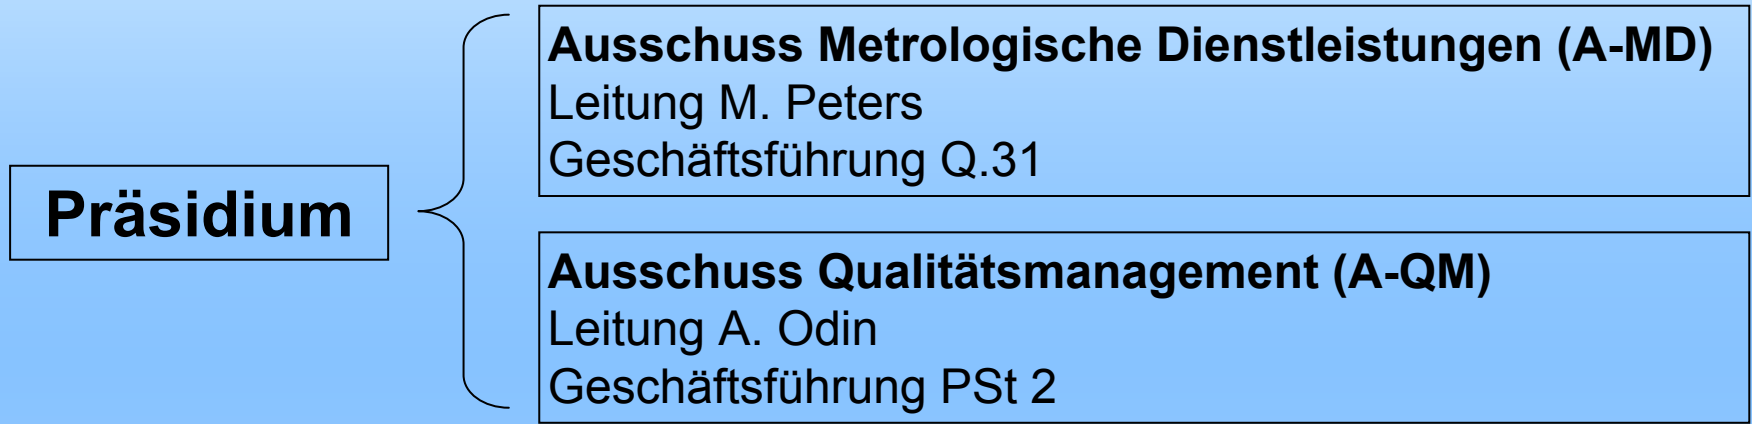 Präsidium
Ausschuss Metrologische Dienstleistungen (A-MD)
Leitung M. Peters
Geschäftsführung Q.31
Ausschuss Qualitätsmanagement (A-QM)
Leitung A. Odin
Geschäftsführung PSt 2